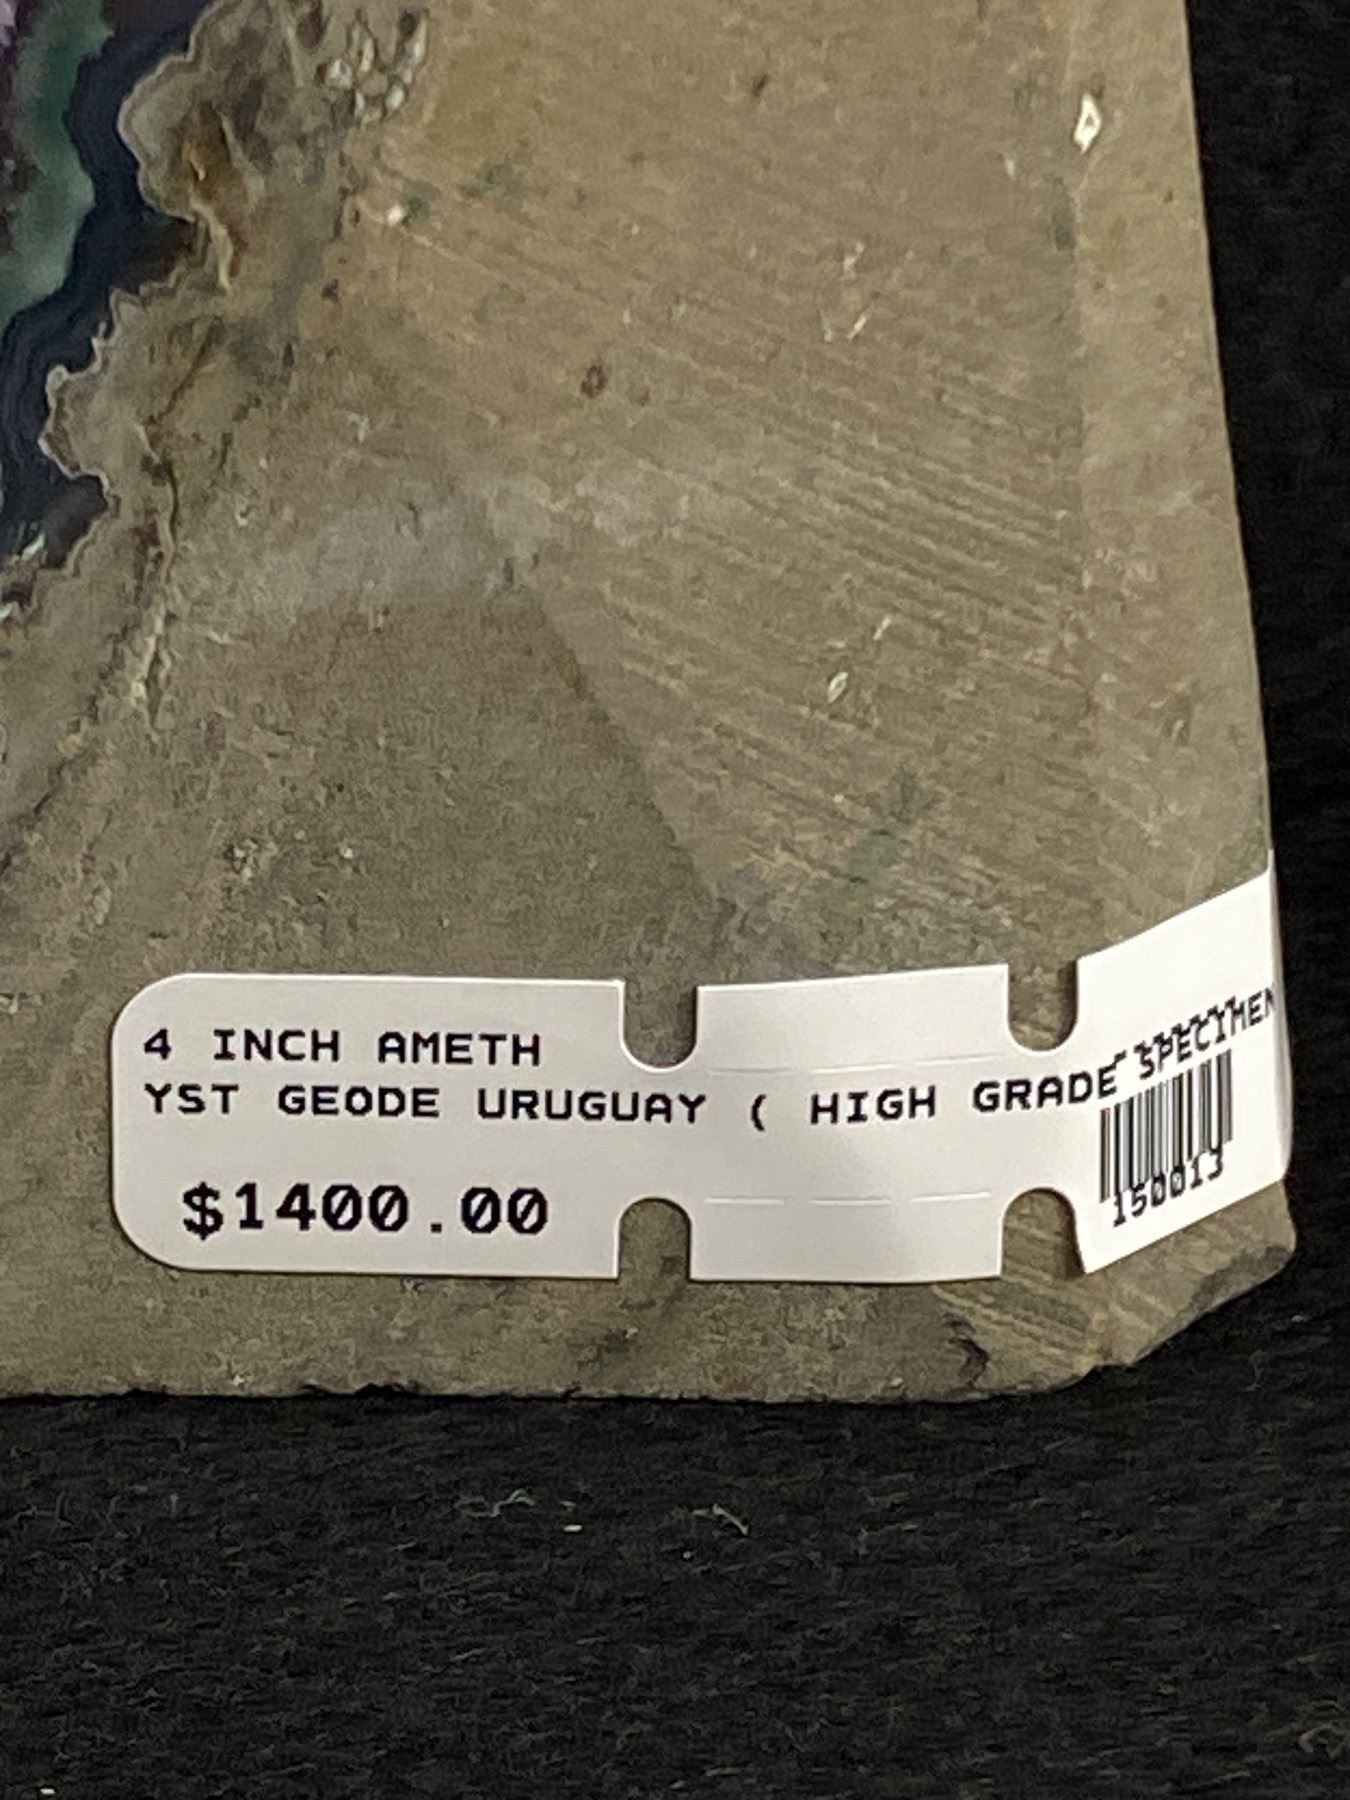 4 INCH AMETH
YST GEODE URUGUAY ( HIGH GRADE SPECIMEN
$1400.00
150013